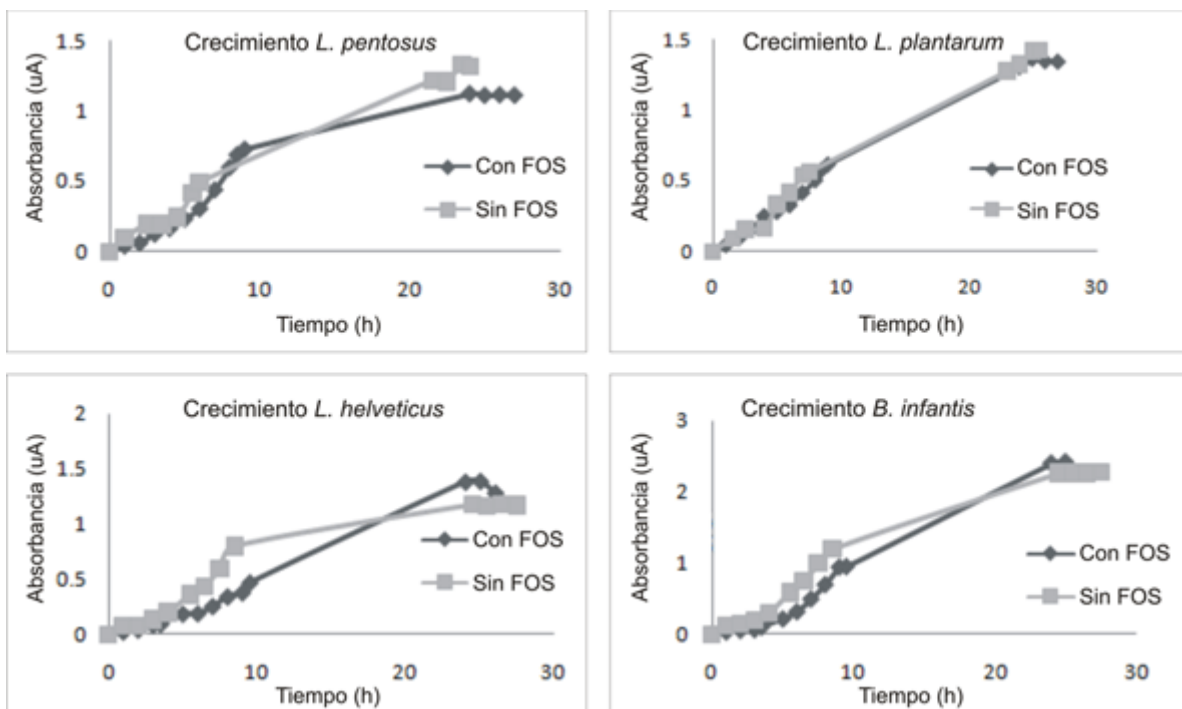 Crecimiento L. pentosus
Absorbancia (uA)
1.5
1
0.5
0
Con FOS
Sin FOS
0 10 20 30
Tiempo (h)
Crecimiento L. plantarum
Absorbancia (uA)
1.5
1
0.5
0
Con FOS
Sin FOS
0 10 20 30
Tiempo (h)
Crecimiento L. helveticus
Absorbancia (uA)
2
1.5
1
0.5
0
Con FOS
Sin FOS
0 10 20 30
Tiempo (h)
Crecimiento B. infantis
Absorbancia (uA)
3
2
1
0
Con FOS
Sin FOS
0 10 20 30
Tiempo (h)